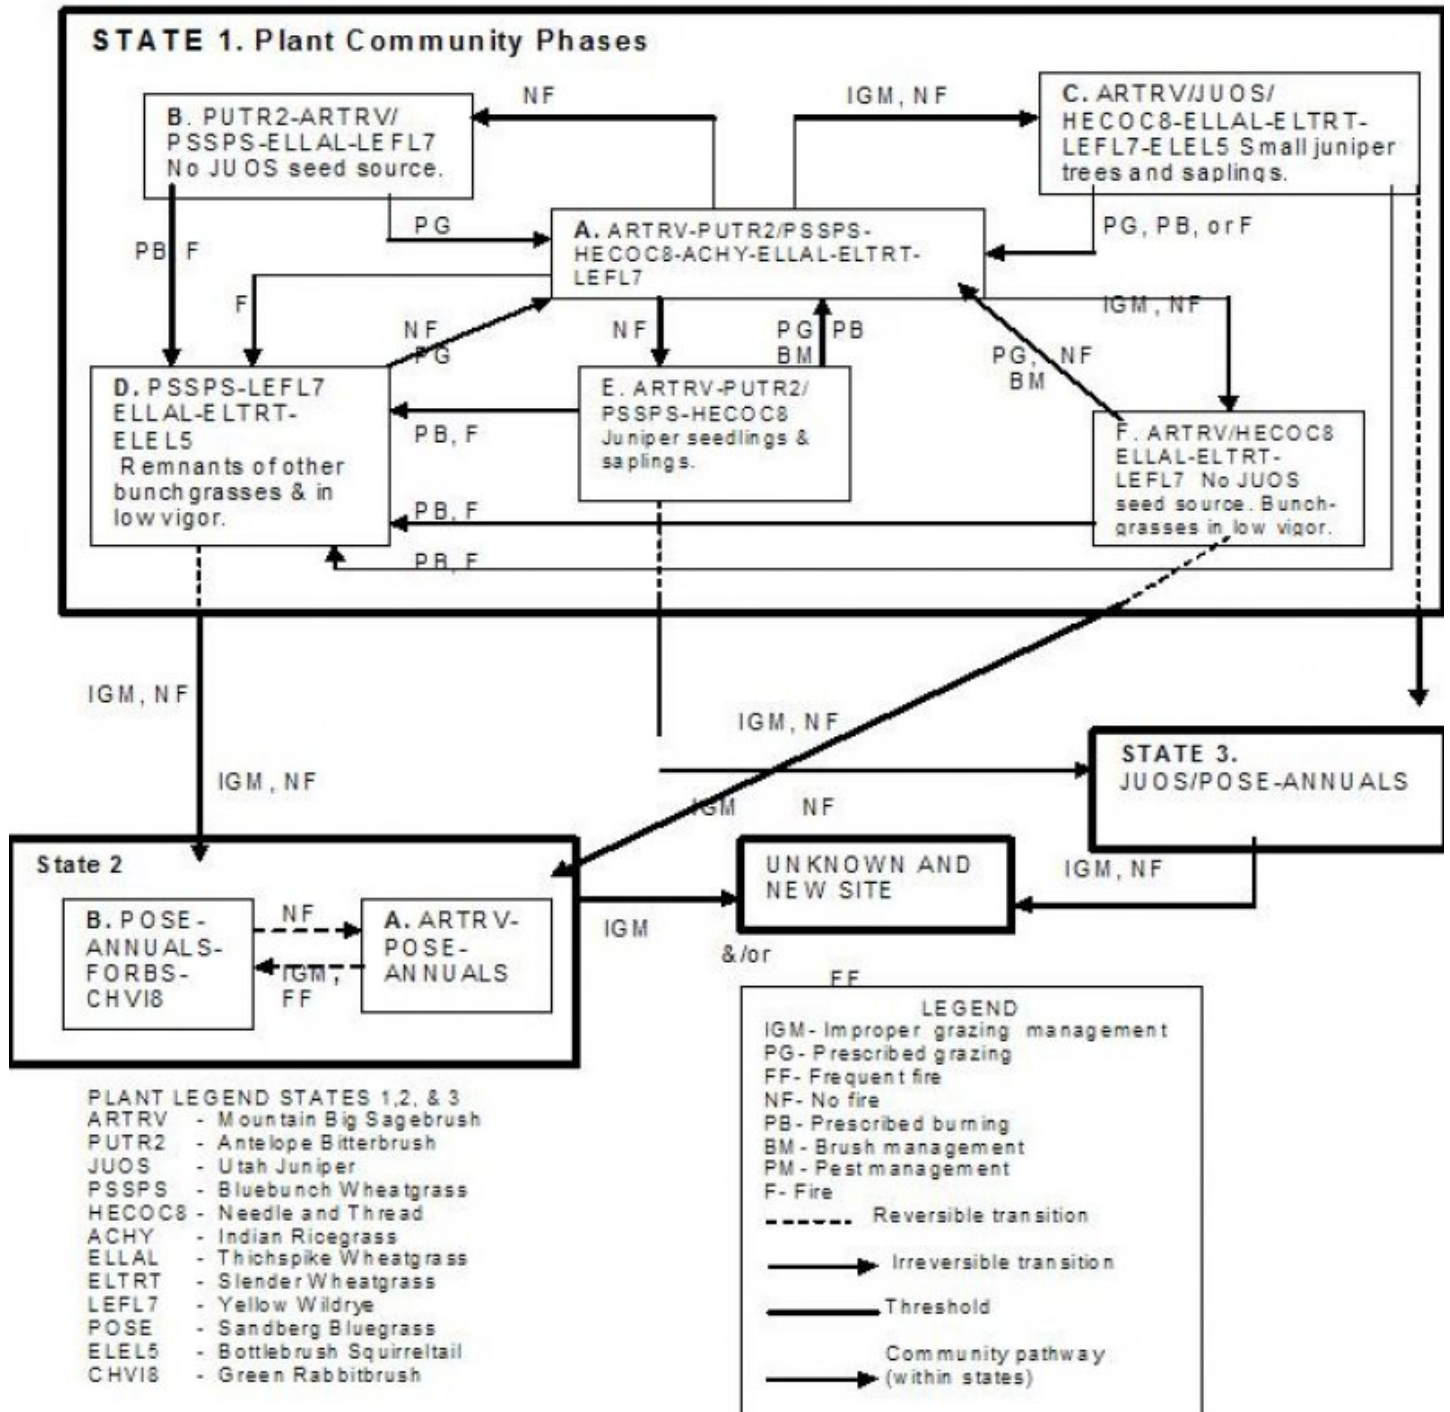 STATE 1. Plant Community Phases
NF
IGM, NF
B. PUTR2-ARTRV/
PSSPS-ELLAL-LEFL7
No JUOS seed source.
C. ARTRV/JUOS/
HECOC8-ELLAL-ELTRT-
LEFL7-ELEL5 Small juniper
trees and saplings.
PG
PB F
A. ARTRV-PUTR2/PSSPS-
HECOC8-ACHY-ELLAL-ELTRT-
LEFL7
PG, PB, or F
F
NF
PG
NF
PG PB
BM
IGM, NF
PG, NF
BM
D. PSSPS-LEFL7
ELLAL-ELTRT-
ELEL5
Remnants of other
bunchgrasses & in
low vigor.
PB, F
E. ARTRV-PUTR2/
PSSPS-HECOC8
Juniper seedlings &
saplings.
F. ARTRV/HECOC8
ELLAL-ELTRT-
LEFL7 No JUOS
seed source. Bunch-
grasses in low vigor.
PB, F
PB, F
IGM, NF
IGM, NF
IGM, NF
IGM NF
STATE 3.
JUOS/POSE-ANNUALS
State 2
B. POSE-
ANNUALS-
FORBS-
CHVI8
NF
IGM,
FF
A. ARTRV-
POSE-
ANNUALS
IGM
UNKNOWN AND
NEW SITE
IGM, NF
&/or
FF
LEGEND
IGM- Improper grazing management
PG- Prescribed grazing
FF- Frequent fire
NF- No fire
PB- Prescribed burning
BM- Brush management
PM- Pest management
F- Fire
Reversible transition
Irreversible transition
Threshold
Community pathway
(within states)
PLANT LEGEND STATES 1,2, & 3
ARTRV - Mountain Big Sagebrush
PUTR2 - Antelope Bitterbrush
JUOS - Utah Juniper
PSSPS - Bluebunch Wheatgrass
HECOC8 - Needle and Thread
ACHY - Indian Ricegrass
ELLAL - Thichspike Wheatgrass
ELTRT - Slender Wheatgrass
LEFL7 - Yellow Wildrye
POSE - Sandberg Bluegrass
ELEL5 - Bottlebrush Squirreltail
CHVI8 - Green Rabbitbrush